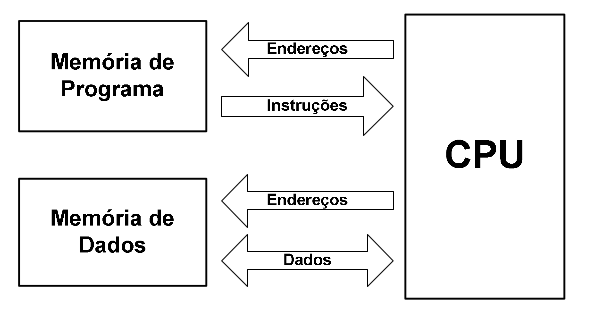 Memória de
Programa
Endereços
Instruções
CPU
Memória de
Dados
Endereços
Dados